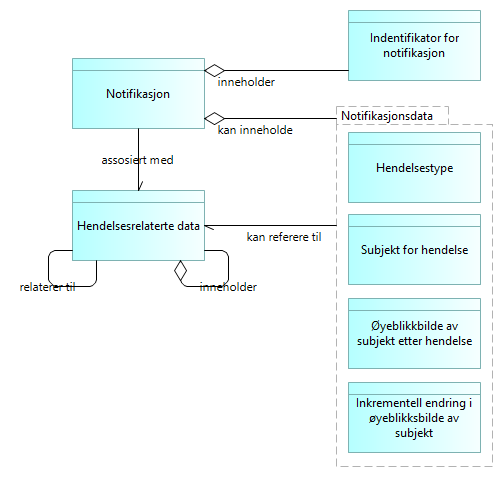 Indentifikator for
notifikasjon
inneholder
Notifikasjon
kan inneholde
Notifikasjonsdata
Hendelsestype
assosiert med
Hendelsesrelaterte data
kan referere til
Subjekt for hendelse
relaterer til
inneholder
Øyeblikkbilde av
subjekt etter hendelse
Inkrementell endring i
øyeblikksbilde av
subjekt